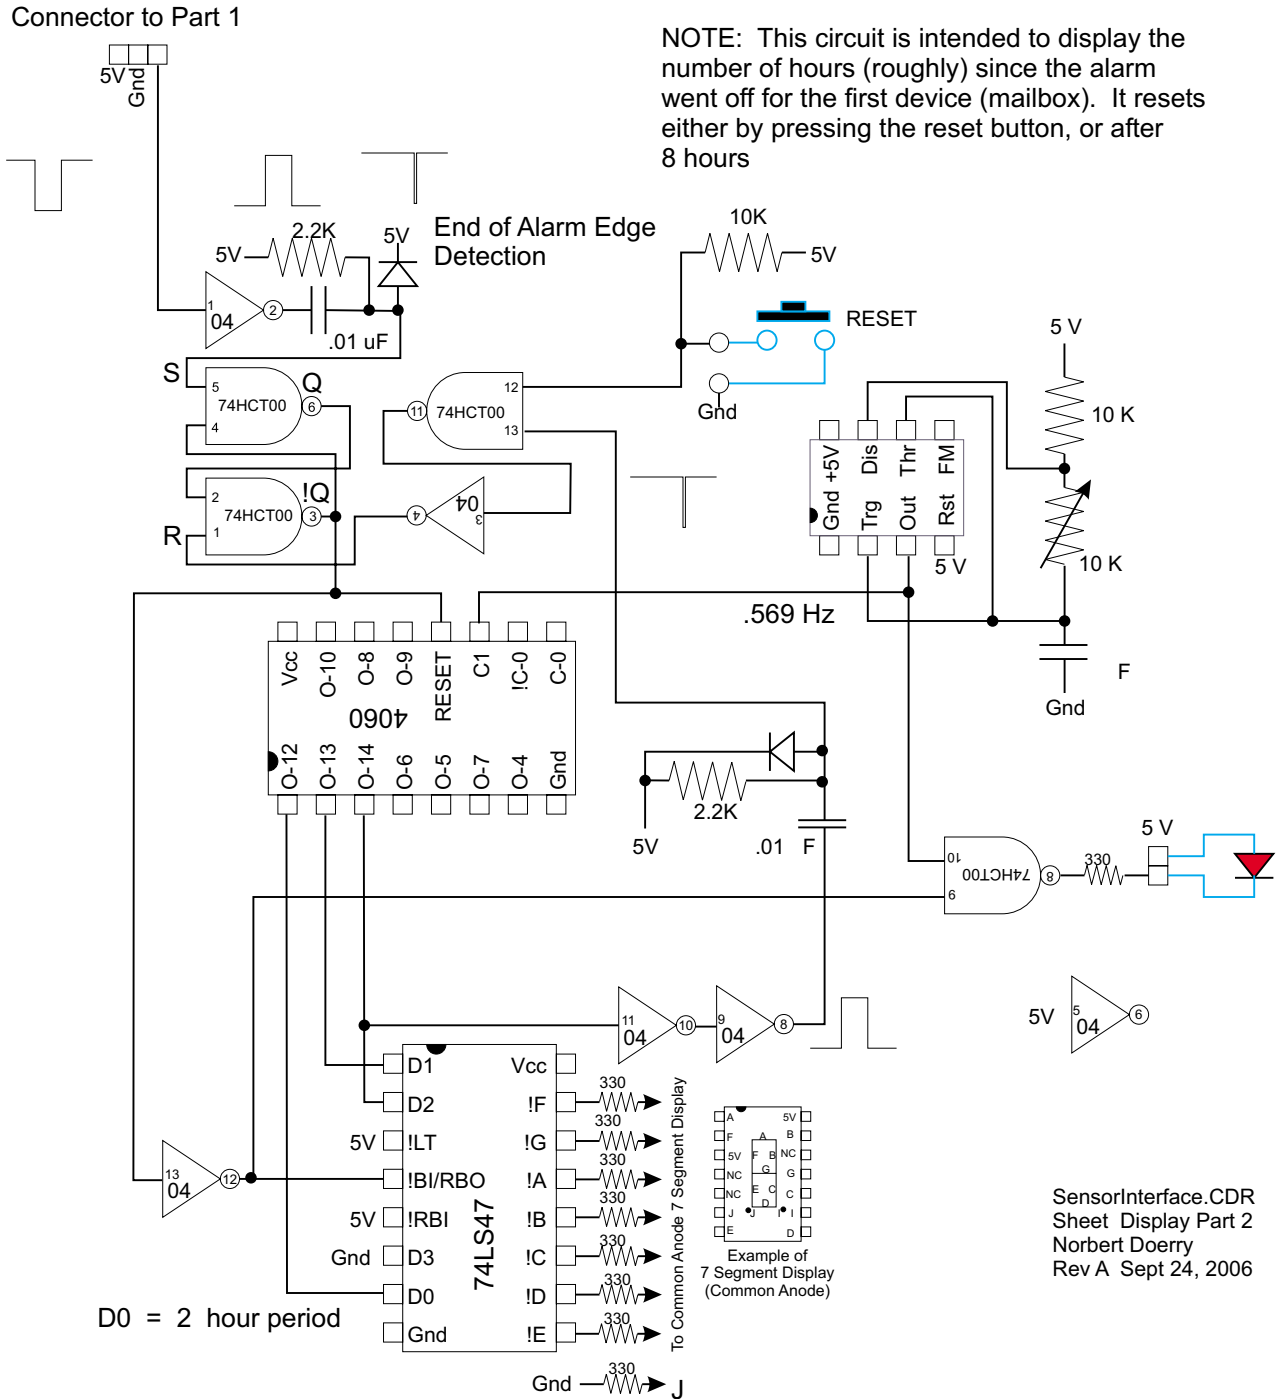 Connector to Part 1
NOTE: This circuit is intended to display the
number of hours (roughly) since the alarm
went off for the first device (mailbox). It resets
either by pressing the reset button, or after
8 hours
5V
Gnd
2.2K
5V
5V
End of Alarm Edge
Detection
1
04
2
.01 uF
10K
5V
RESET
Gnd
S
5
4
74HCT00
6
Q
2
1
74HCT00
3
!Q
R
11
74HCT00
12
13
4
04
3
5 V
10 K
10 K
F
Gnd
+5V
Dis
Thr
FM
Gnd
Trg
Out
Rst
5 V
.569 Hz
Vcc
O-10
O-8
O-9
RESET
C1
!C-0
C-0
4060
O-12
O-13
O-14
O-6
O-5
O-7
O-4
Gnd
2.2K
5V
.01 F
10
9
74HCT00
8
330
5 V
11
04
10
9
04
8
5V
5
04
6
13
04
12
D1
D2
5V
!LT
!BI/RBO
5V
!RBI
Gnd
D3
D0
Gnd
74LS47
Vcc
!F
!G
!A
!B
!C
!D
!E
330
330
330
330
330
330
330
To Common Anode 7 Segment Display
A
F
5V
NC
NC
J
E
5V
B
NC
G
C
I
D
A
F
B
G
E
C
D
J
I
Example of
7 Segment Display
(Common Anode)
D0 = 2 hour period
Gnd
330
J
SensorInterface.CDR
Sheet Display Part 2
Norbert Doerry
Rev A Sept 24, 2006